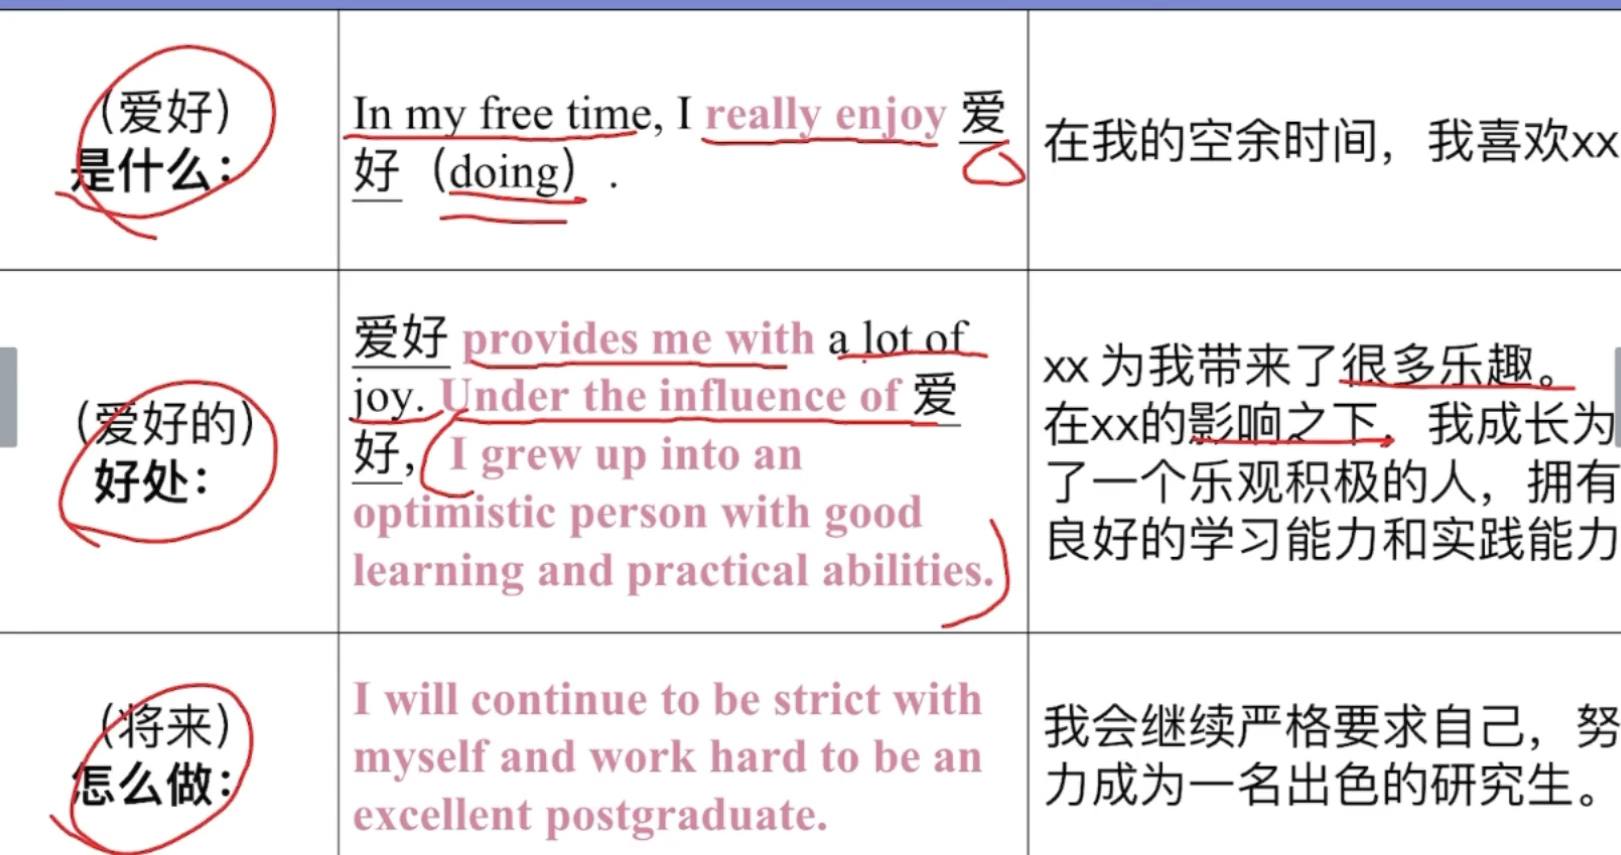 （爱好）
是什么：
In my free time, I really enjoy 爱
好（doing）.
在我的空余时间，我喜欢xx
（爱好的）
好处：
爱好 provides me with a lot of
joy. Under the influence of 爱
好, I grew up into an
optimistic person with good
learning and practical abilities.
xx 为我带来了很多乐趣。
在xx的影响之下，我成长为
了一个乐观积极的人，拥有
良好的学习能力和实践能力
（将来）
怎么做：
I will continue to be strict with
myself and work hard to be an
excellent postgraduate.
我会继续严格要求自己，努
力成为一名出色的研究生。